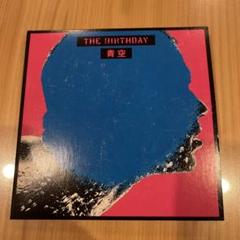 THE BIRTHDAY
青空